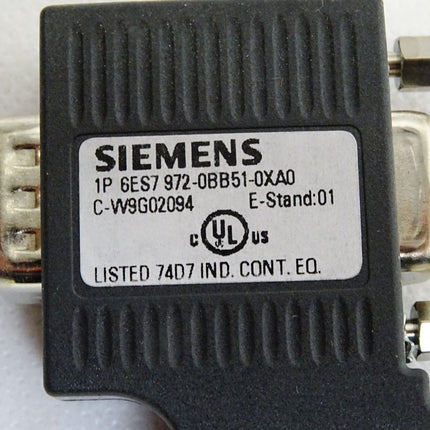 SIEMENS
1P 6ES7 972-0BB51-0XA0
C-W9G02094 E-Stand:01
C UL US
LISTED 74D7 IND. CONT. EQ.